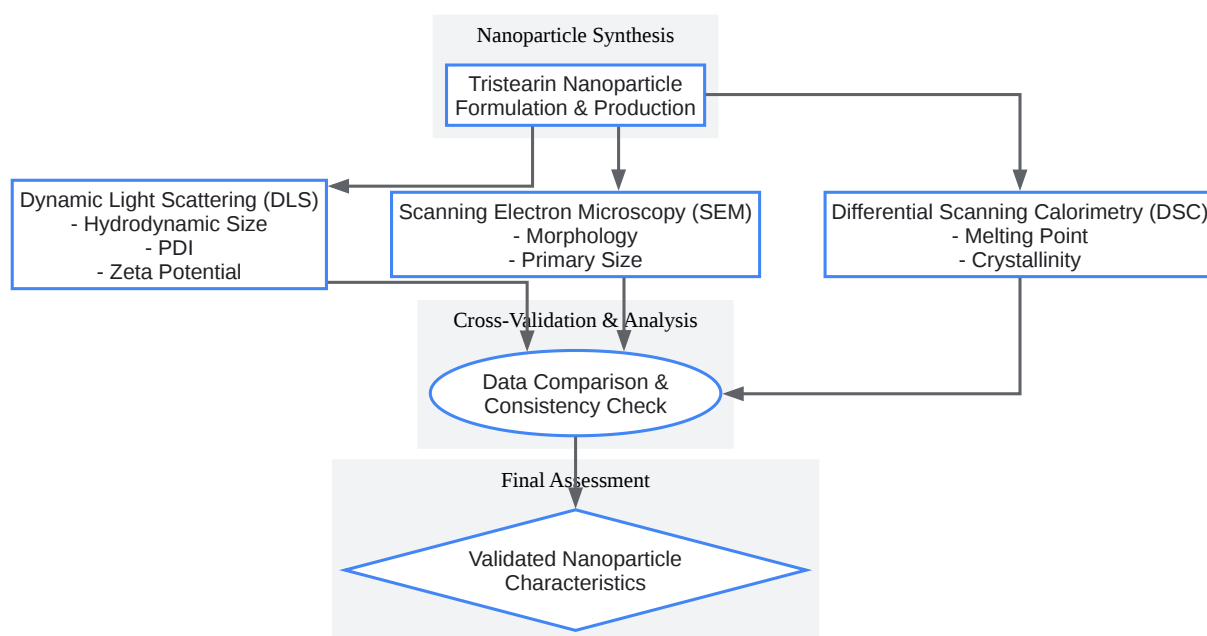 Nanoparticle Synthesis
Tristearin Nanoparticle
Formulation & Production
Dynamic Light Scattering (DLS)
- Hydrodynamic Size
- PDI
- Zeta Potential
Scanning Electron Microscopy (SEM)
- Morphology
- Primary Size
Differential Scanning Calorimetry (DSC)
- Melting Point
- Crystallinity
Cross-Validation & Analysis
Data Comparison &
Consistency Check
Final Assessment
Validated Nanoparticle
Characteristics